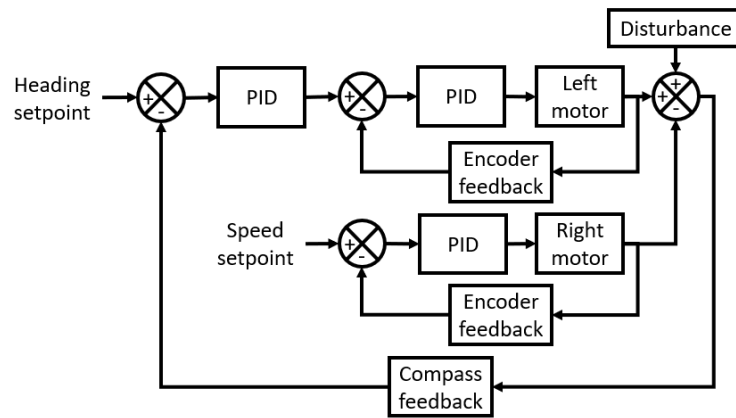 Disturbance
Heading
setpoint
+
-
PID
+
-
PID
Left
motor
+
+
-
Encoder
feedback
Speed
setpoint
+
-
PID
Right
motor
Encoder
feedback
Compass
feedback